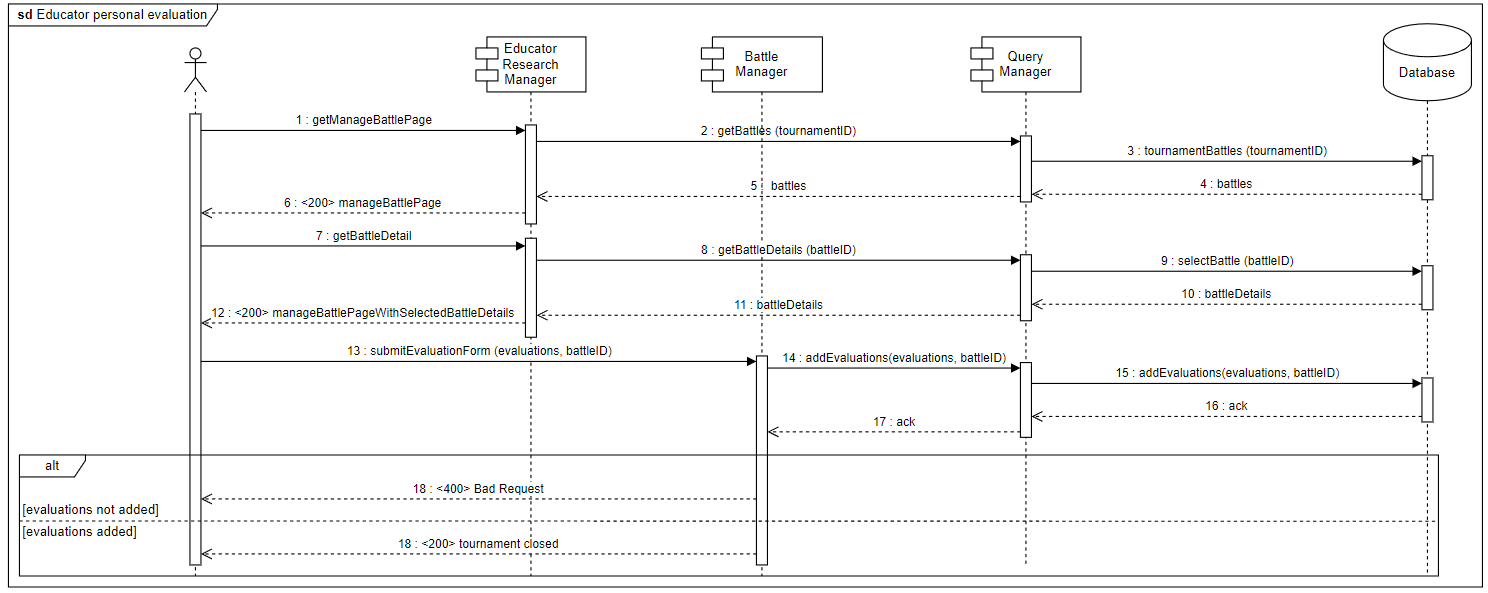 sd Educator personal evaluation
Educator
Research
Manager
Battle
Manager
Query
Manager
Database
1 : getManageBattlePage
2 : getBattles (tournamentID)
3 : tournamentBattles (tournamentID)
4 : battles
5 : battles
6 : <200> manageBattlePage
7 : getBattleDetail
8 : getBattleDetails (battleID)
9 : selectBattle (battleID)
10 : battleDetails
11 : battleDetails
12 : <200> manageBattlePageWithSelectedBattleDetails
13 : submitEvaluationForm (evaluations, battleID)
14 : addEvaluations(evaluations, battleID)
15 : addEvaluations(evaluations, battleID)
16 : ack
17 : ack
alt
18 : <400> Bad Request
[evaluations not added]
[evaluations added]
18 : <200> tournament closed